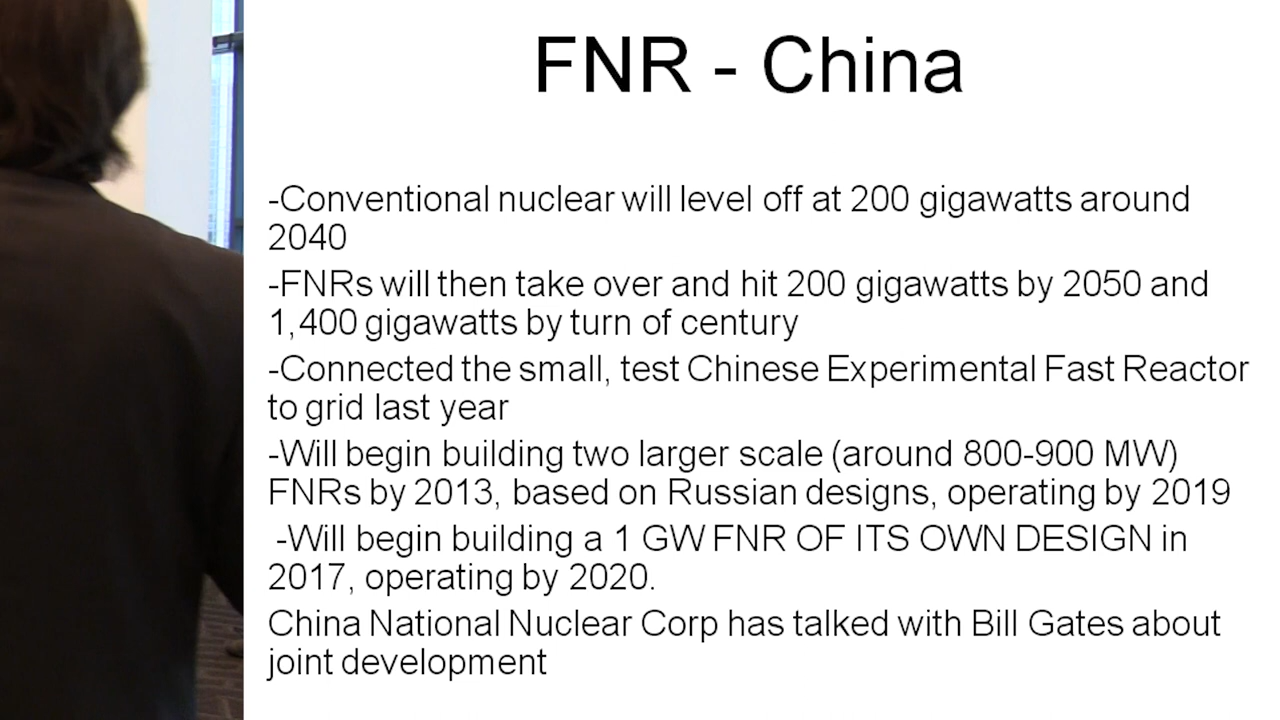 FNR - China
-Conventional nuclear will level off at 200 gigawatts around
2040
-FNRs will then take over and hit 200 gigawatts by 2050 and
1,400 gigawatts by turn of century
-Connected the small, test Chinese Experimental Fast Reactor
to grid last year
-Will begin building two larger scale (around 800-900 MW)
FNRs by 2013, based on Russian designs, operating by 2019
-Will begin building a 1 GW FNR OF ITS OWN DESIGN in
2017, operating by 2020.
China National Nuclear Corp has talked with Bill Gates about
joint development